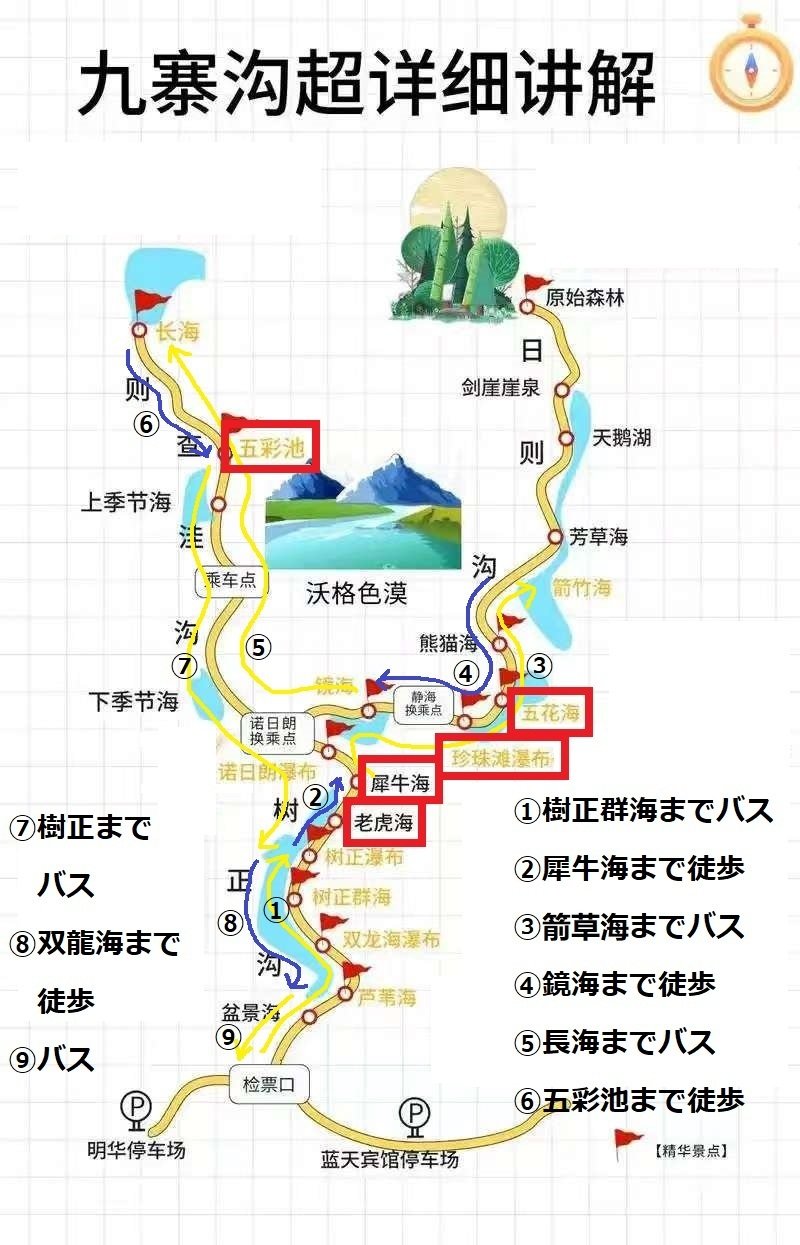 九寨沟超详细讲解
原始森林
长海
日
剑崖崖泉
则
⑥
天鹅湖
查
五彩池
则
上季节海
洼
芳草海
乘车点
沃格色漠
沟
箭竹海
沟
熊猫海
⑤
③
⑦
④
镜海
下季节海
静海
换乘点
五花海
诺日朗
换乘点
珍珠滩瀑布
诺日朗瀑布
犀牛海
②
树
老虎海
①樹正群海までバス
⑦樹正まで
バス
树正瀑布
②犀牛海まで徒歩
正
树正群海
①
⑧
③箭草海までバス
⑧双龍海まで
徒歩
双龙海瀑布
沟
④鏡海まで徒歩
芦苇海
盆景海
⑨
⑤長海までバス
⑨バス
检票口
⑥五彩池まで徒歩
P
P
明华停车场
蓝天宾馆停车场
【精华景点】